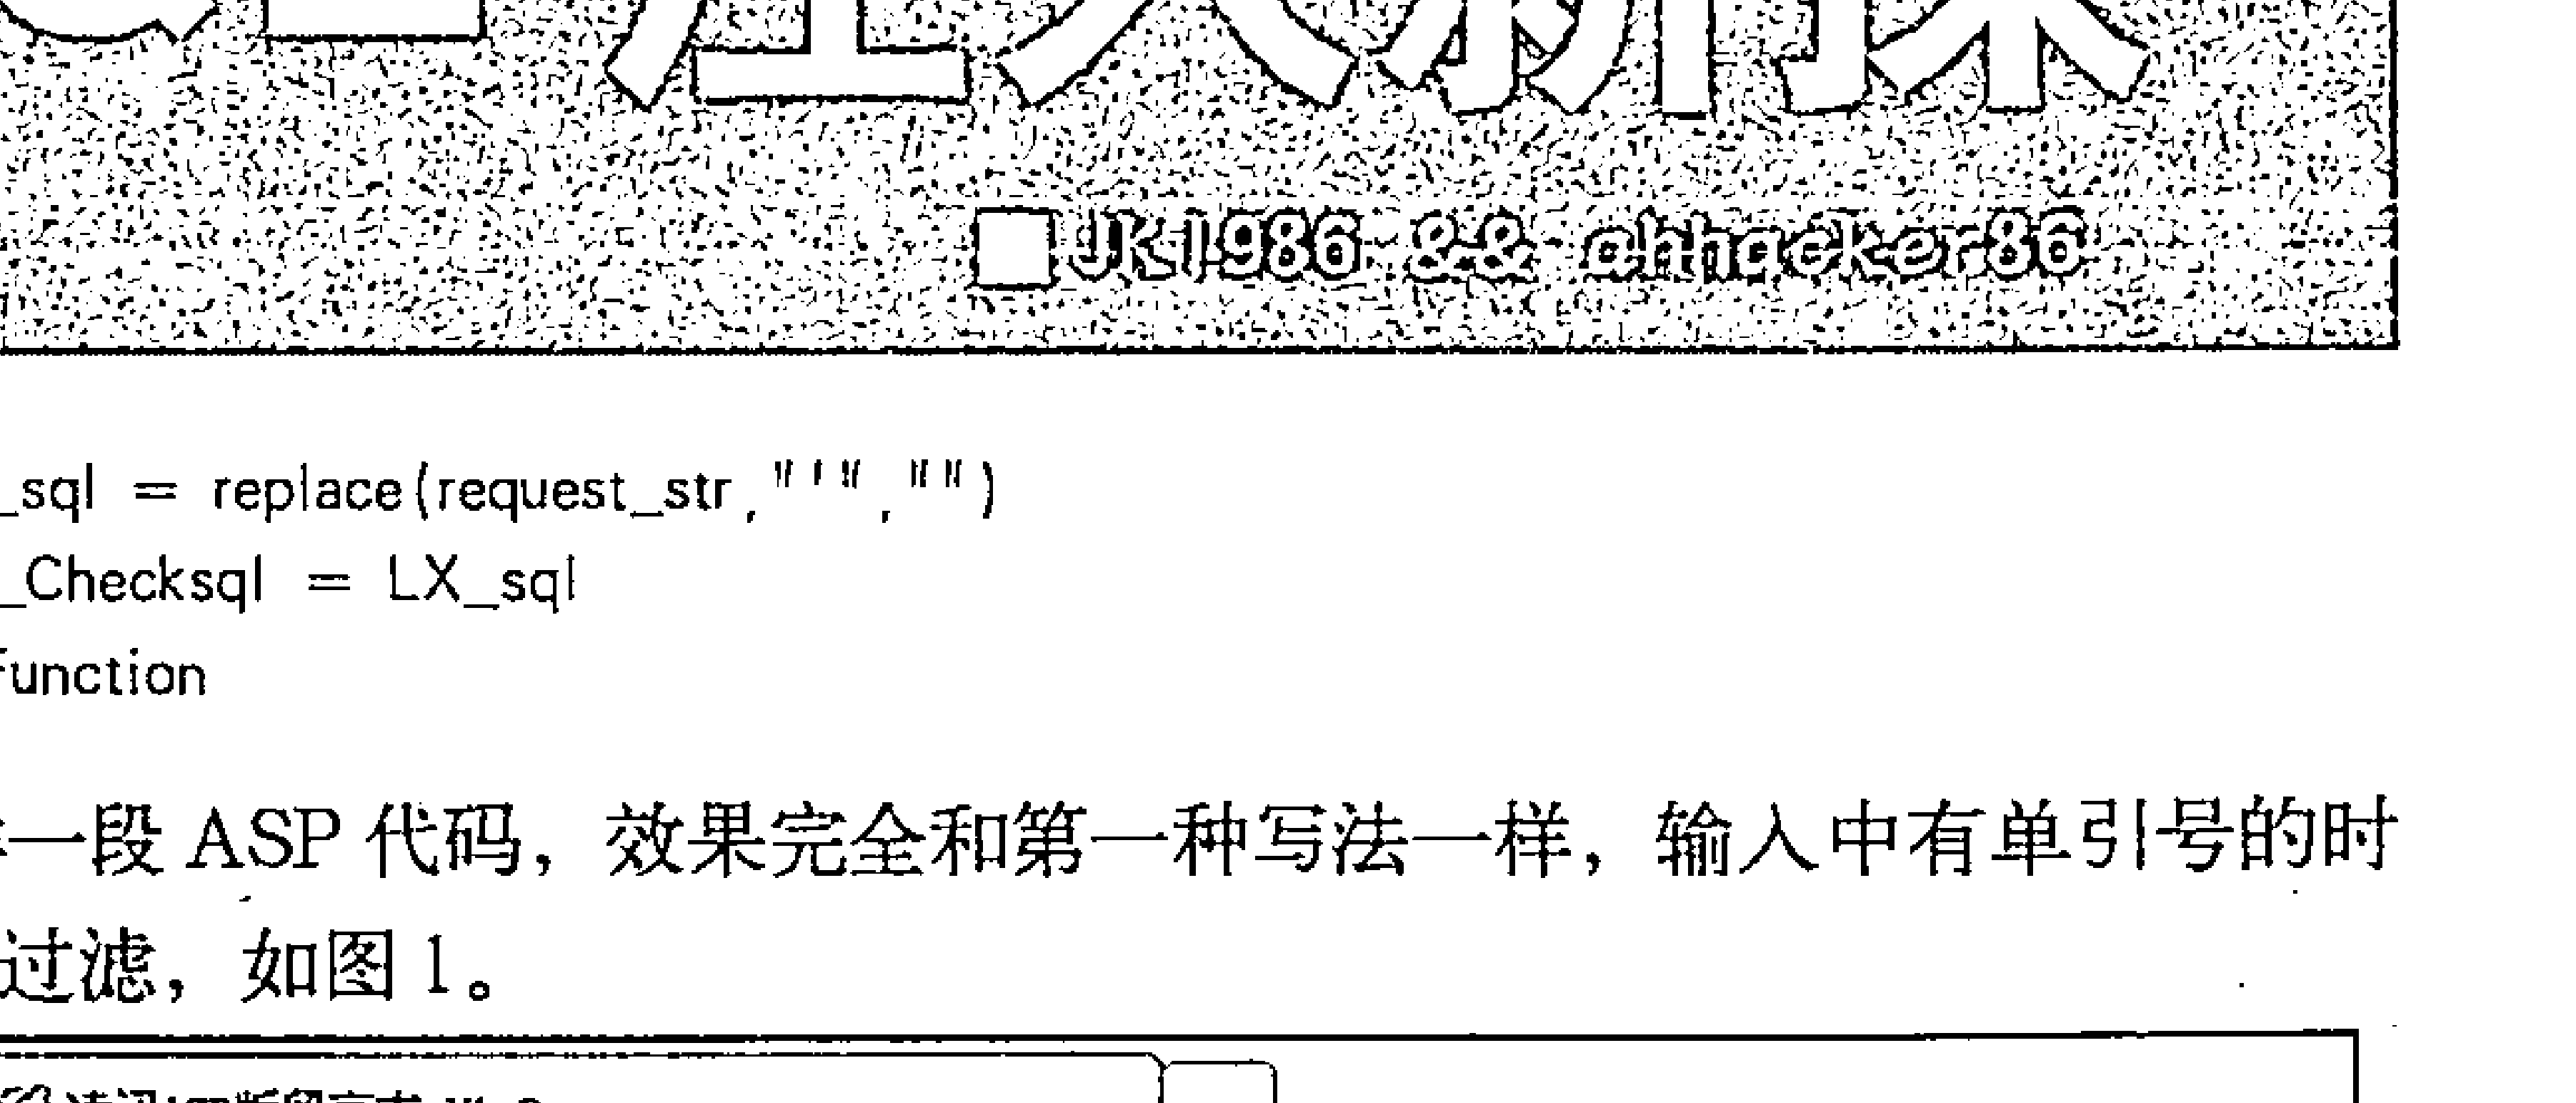 JK1986 && ahhacker86
_sql = replace(request_str,"'","")
_Checksql = LX_sql
Function
一段 ASP 代码，效果完全和第一种写法一样，输入中有单引号的时
过滤，如图 1。